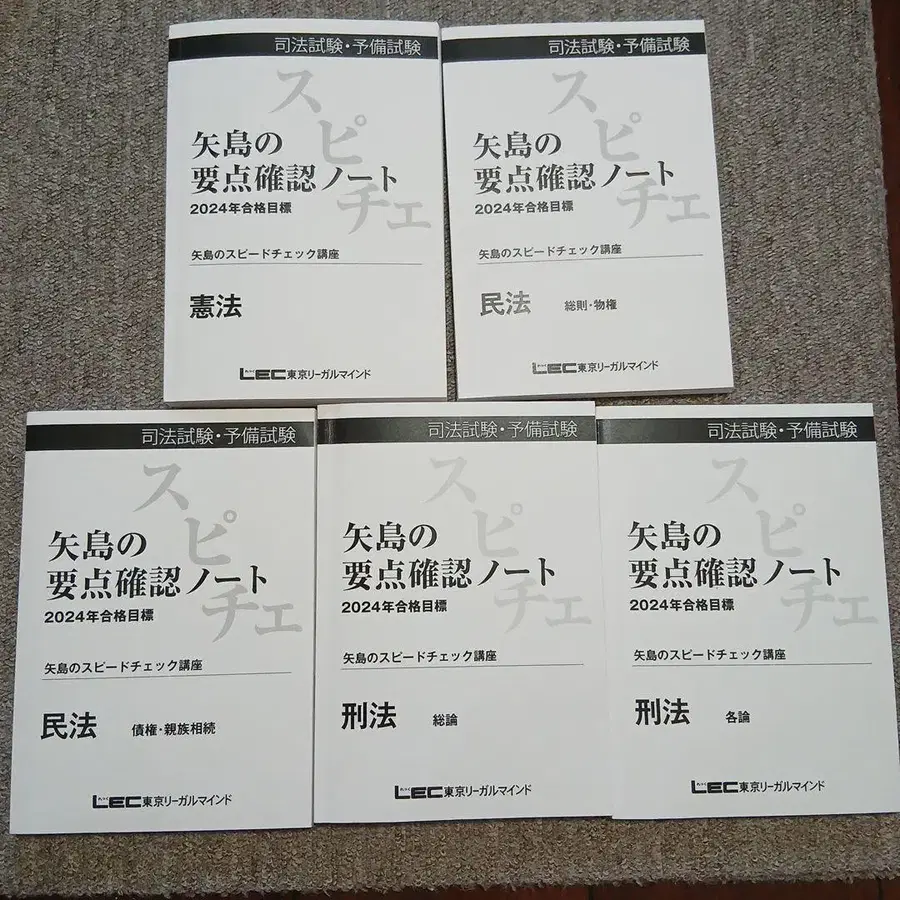 司法試験・予備試験
スピチェ
矢島の
要点確認ノート
2024年合格目標
矢島のスピードチェック講座
憲法
LEC東京リーガルマインド
司法試験・予備試験
スピチェ
矢島の
要点確認ノート
2024年合格目標
矢島のスピードチェック講座
民法 総則・物権
LEC東京リーガルマインド
司法試験・予備試験
スピチェ
矢島の
要点確認ノート
2024年合格目標
矢島のスピードチェック講座
民法 債権・親族相続
LEC東京リーガルマインド
司法試験・予備試験
スピチェ
矢島の
要点確認ノート
2024年合格目標
矢島のスピードチェック講座
刑法 総論
LEC東京リーガルマインド
司法試験・予備試験
スピチェ
矢島の
要点確認ノート
2024年合格目標
矢島のスピードチェック講座
刑法 各論
LEC東京リーガルマインド